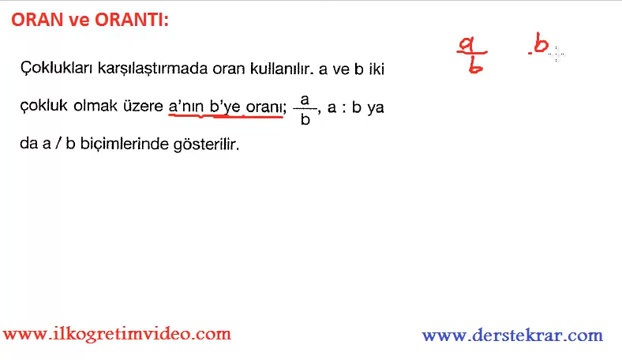 ORAN ve ORANTI:
a
b
b
Çoklukları karşılaştırmada oran kullanılır. a ve b iki
çokluk olmak üzere a'nın b'ye oranı; a/b, a : b ya
da a / b biçimlerinde gösterilir.
www.ilkogretimvideo.com
www.derstekrar.com